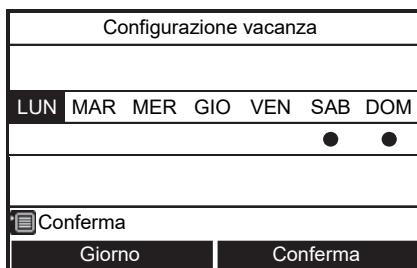 Configurazione vacanza
LUN MAR MER GIO VEN SAB DOM
Conferma
Giorno Conferma